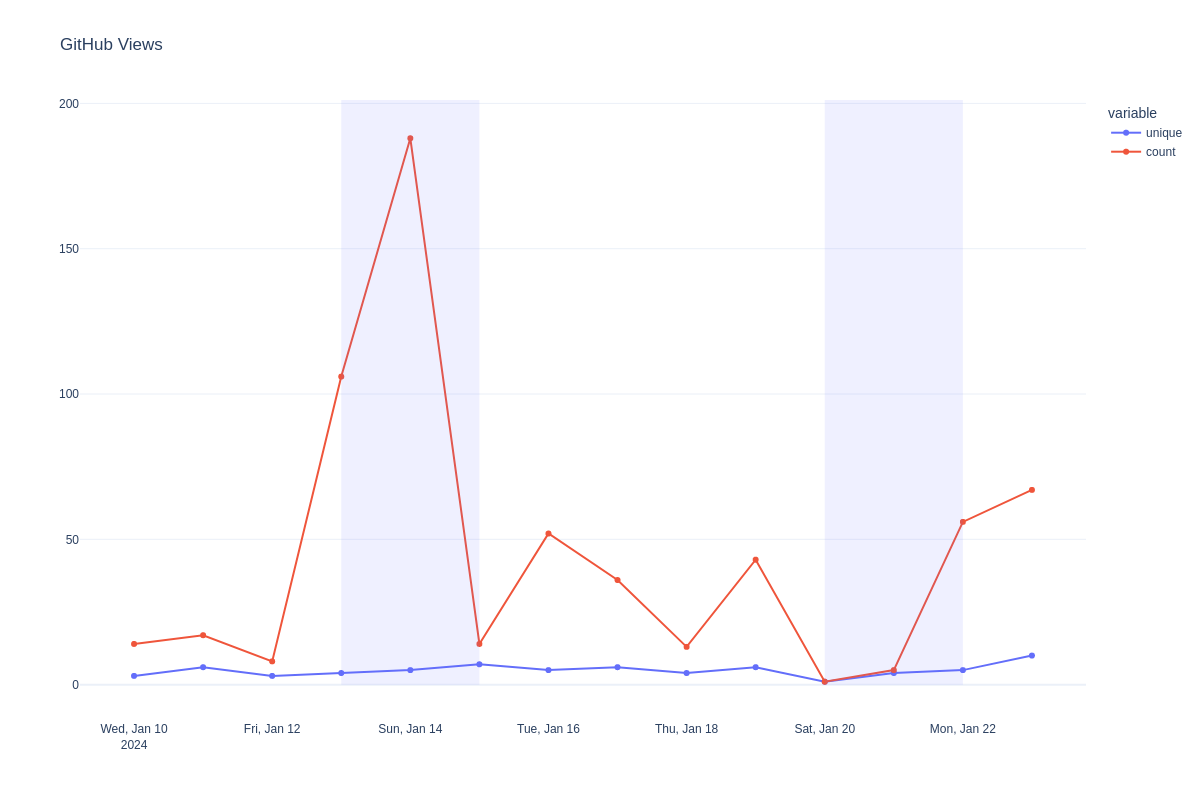 GitHub Views
200
150
100
50
0
Wed, Jan 10
2024
Fri, Jan 12
Sun, Jan 14
Tue, Jan 16
Thu, Jan 18
Sat, Jan 20
Mon, Jan 22
variable
unique
count